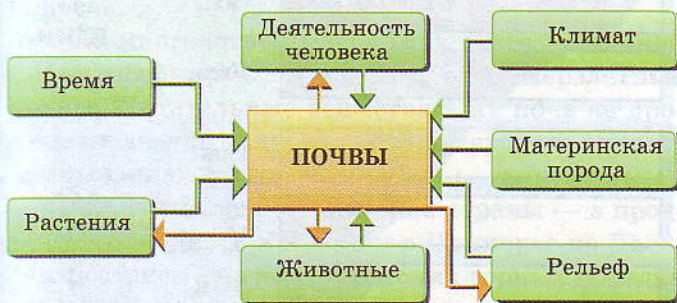 Деятельность
человека
Климат
Время
ПОЧВЫ
Материнская
порода
Растения
Животные
Рельеф